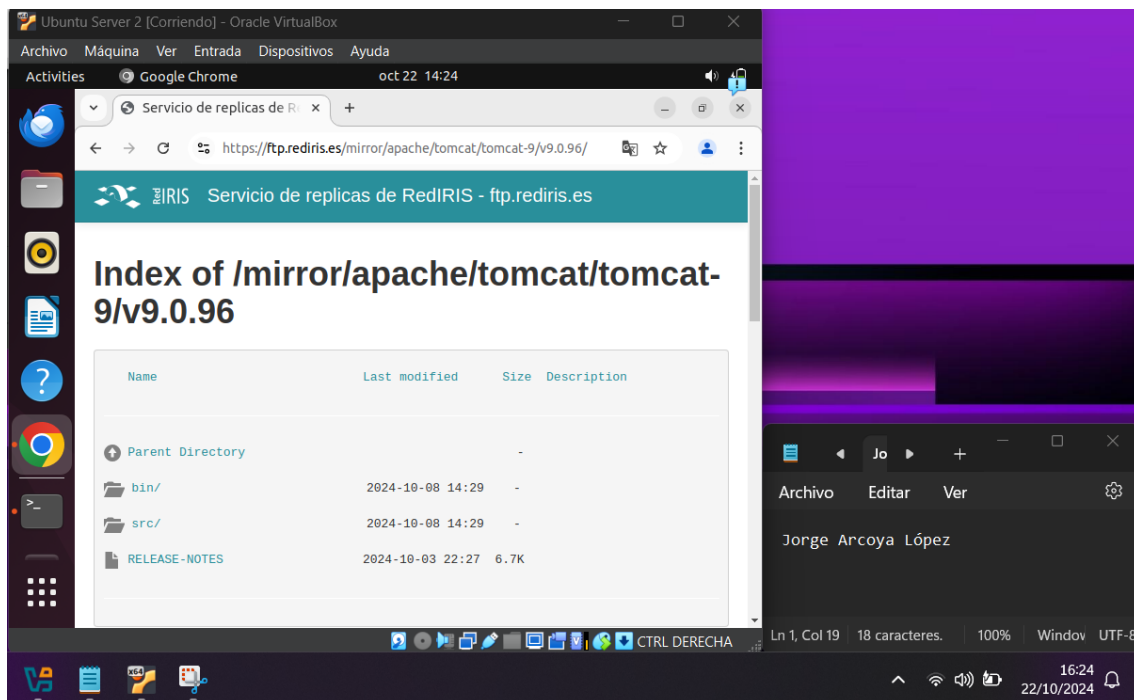 Ubuntu Server 2 [Corriendo] - Oracle VirtualBox
Archivo Máquina Ver Entrada Dispositivos Ayuda
Activities Google Chrome oct 22 14:24
Servicio de replicas de Re
https://ftp.rediris.es/mirror/apache/tomcat/tomcat-9/v9.0.96/
RedIRIS Servicio de replicas de RedIRIS - ftp.rediris.es
Index of /mirror/apache/tomcat/tomcat-
9/v9.0.96
Name Last modified Size Description
Parent Directory -
bin/ 2024-10-08 14:29 -
src/ 2024-10-08 14:29 -
RELEASE-NOTES 2024-10-03 22:27 6.7K
CTRL DERECHA
Jo
Archivo Editar Ver
Jorge Arcoya López
Ln 1, Col 19 18 caracteres. 100% Window UTF-8
X64
16:24
22/10/2024